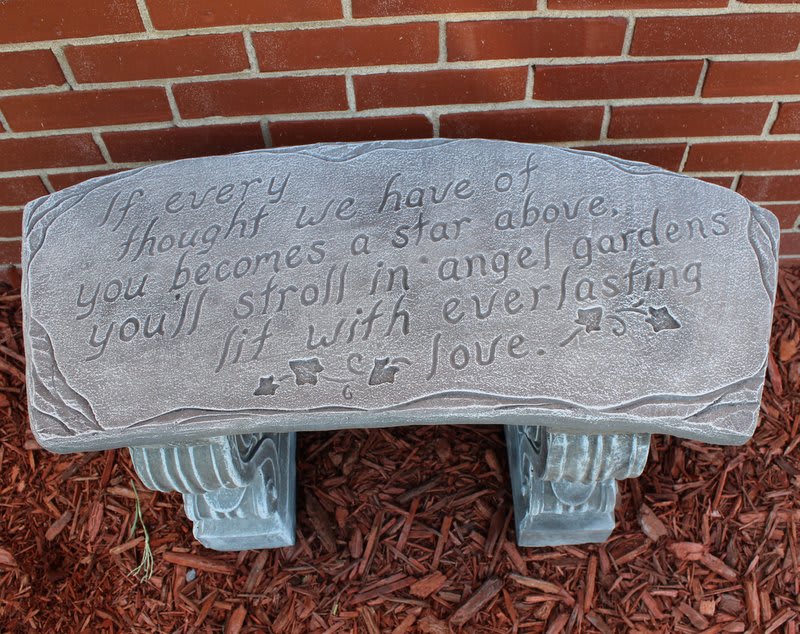 If every
thought we have of
you becomes a star above,
you'll stroll in angel gardens
lit with everlasting
love.